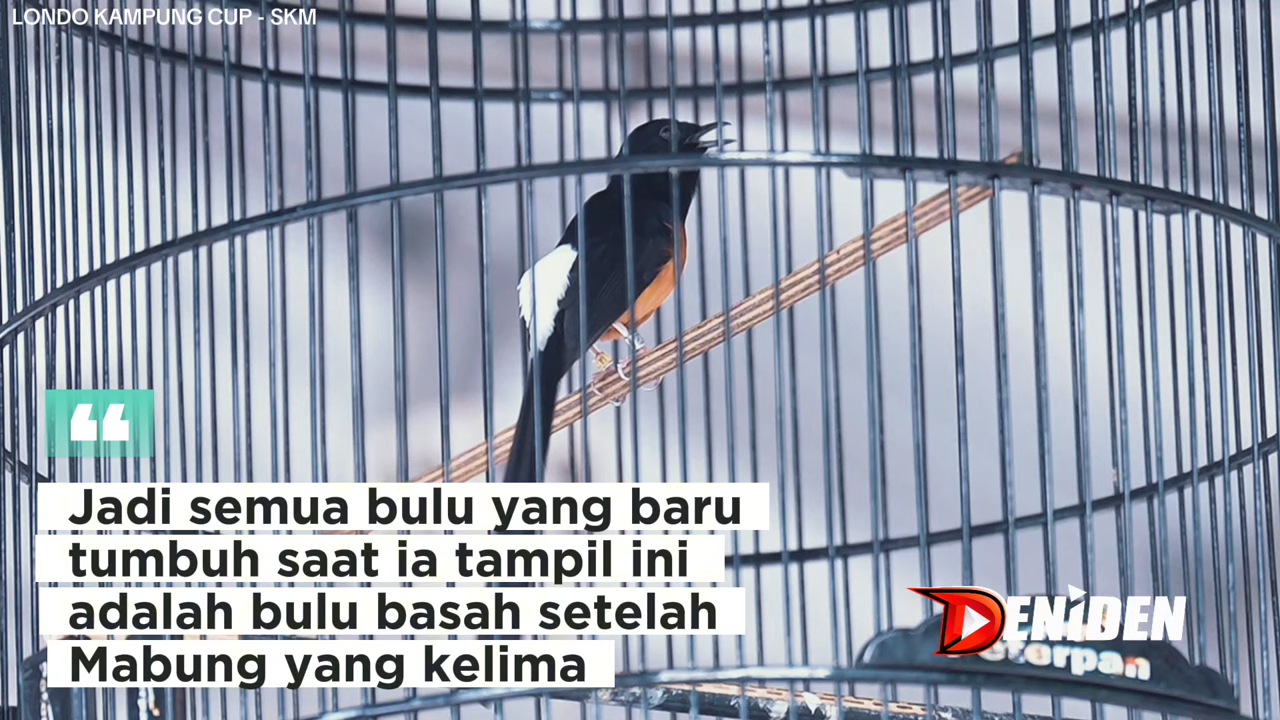 LONDO KAMPUNG CUP - SKM
“
Jadi semua bulu yang baru
tumbuh saat ia tampil ini
adalah bulu basah setelah
Mabung yang kelima
DENiDEN